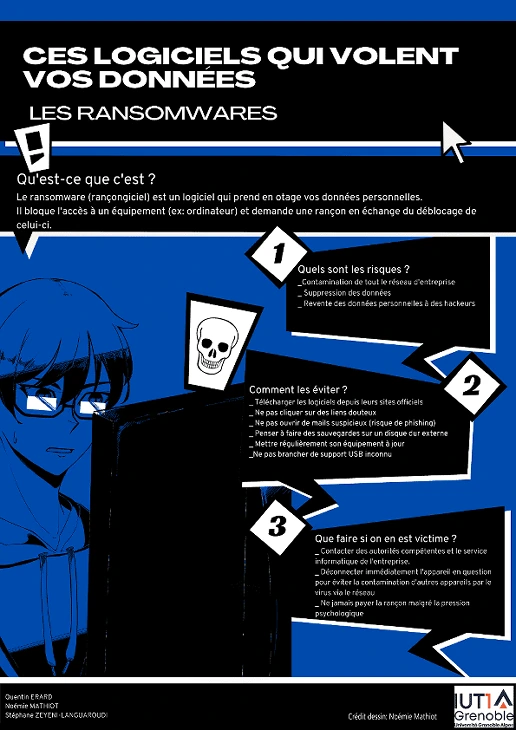 CES LOGICIELS QUI VOLENT
VOS DONNÉES
LES RANSOMWARES
!
Qu'est-ce que c'est ?
Le ransomware (rançongiciel) est un logiciel qui prend en otage vos données personnelles.
Il bloque l'accès à un équipement (ex: ordinateur) et demande une rançon en échange du déblocage de
celui-ci.
1
Quels sont les risques ?
_Contamination de tout le réseau d'entreprise
_ Suppression des données
_ Revente des données personnelles à des hackeurs
2
Comment les éviter ?
_ Télécharger les logiciels depuis leurs sites officiels
_ Ne pas cliquer sur des liens douteux
_ Ne pas ouvrir de mails suspicieux (risque de phishing)
_ Penser à faire des sauvegardes sur un disque dur externe
_ Mettre régulièrement son équipement à jour
_Ne pas brancher de support USB inconnu
3
Que faire si on en est victime ?
_ Contacter des autorités compétentes et le service
informatique de l'entreprise.
_ Déconnecter immédiatement l'appareil en question
pour éviter la contamination d'autres appareils par le
virus via le réseau
_ Ne jamais payer la rançon malgré la pression
psychologique
Quentin ERARD
Noémie MATHIOT
Stéphane ZEYENI-LANGUAROUDI
Crédit dessin: Noémie Mathiot
IUT1
Grenoble
Université Grenoble Alpes